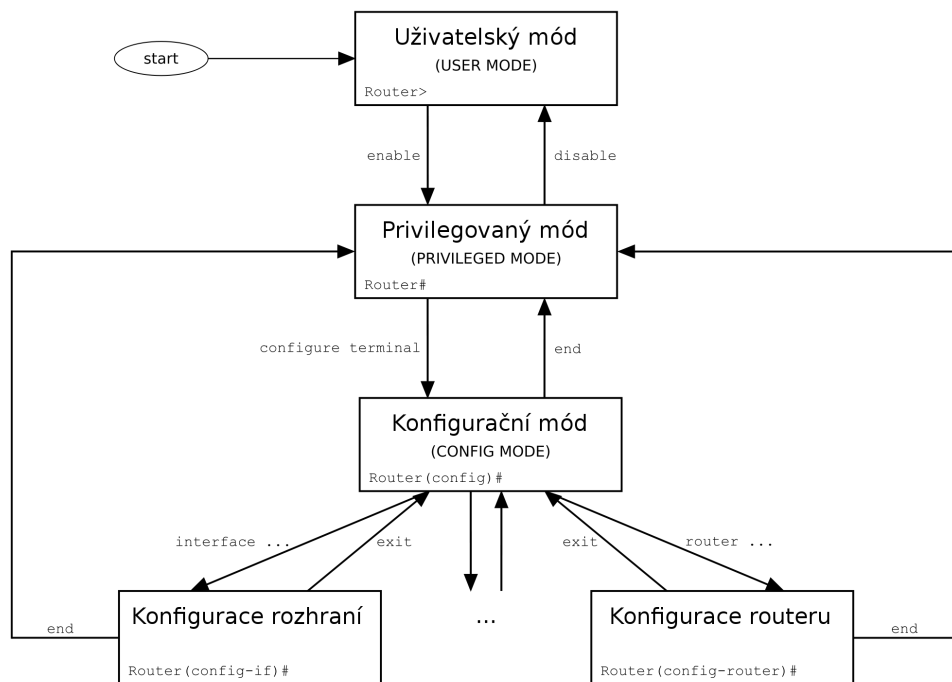 start
Uživatelský mód
(USER MODE)
Router>
enable
disable
Privilegovaný mód
(PRIVILEGED MODE)
Router#
configure terminal
end
Konfigurační mód
(CONFIG MODE)
Router(config)#
interface ...
exit
exit
router ...
Konfigurace rozhraní
Router(config-if)#
...
Konfigurace routeru
Router(config-router)#
end
end